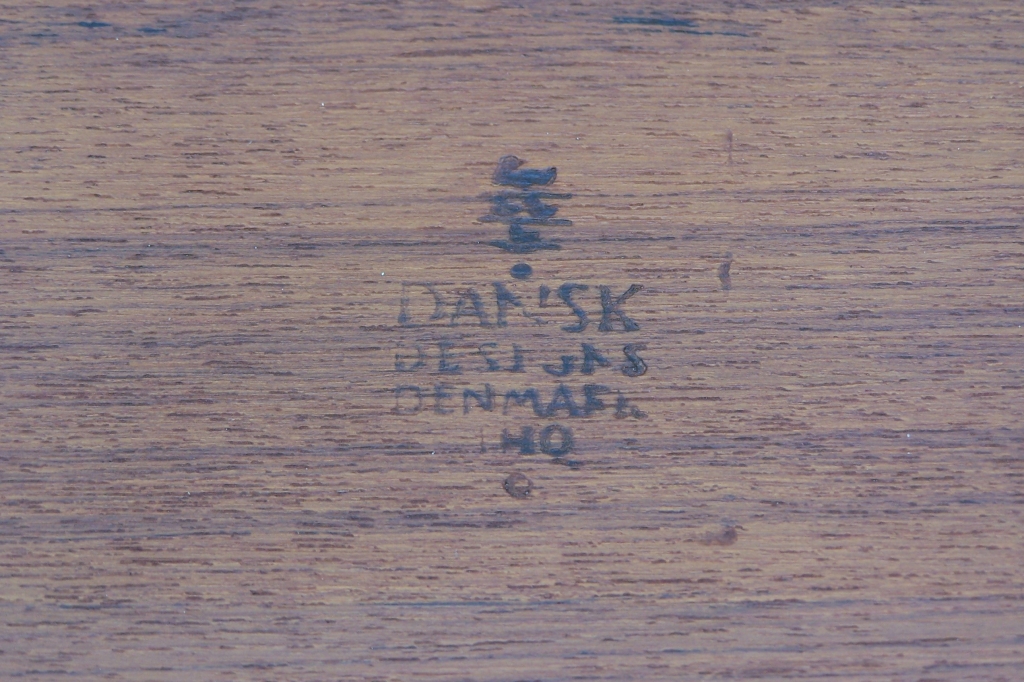 DANSK
DESIGNS
DENMARK
IHQ